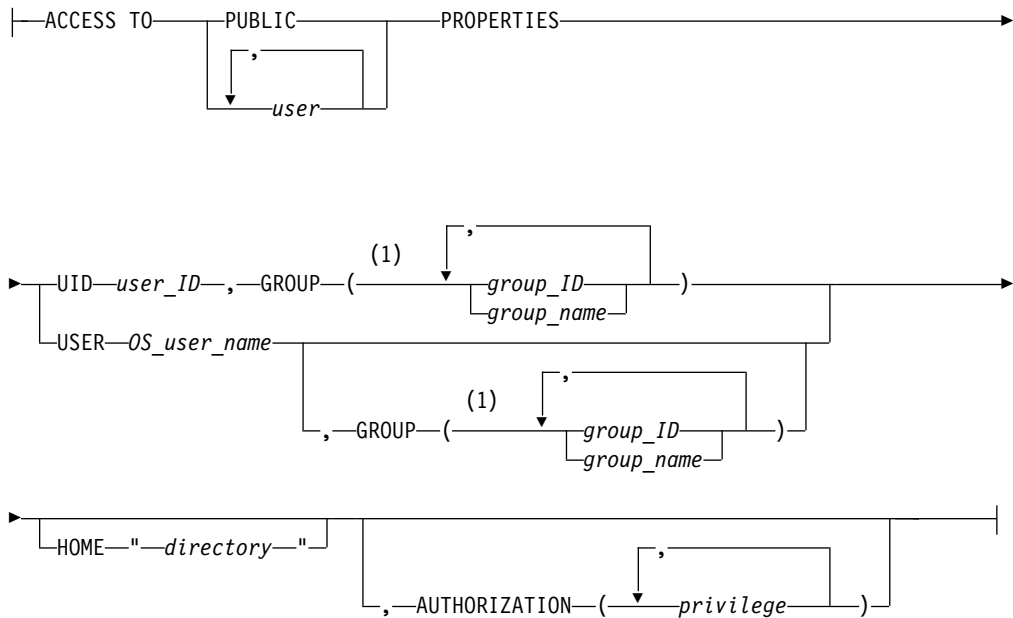 ACCESS TO PUBLIC PROPERTIES
,
user
(1) ,
UID user_ID , GROUP ( group_ID )
group_name
USER OS_user_name
(1) ,
, GROUP ( group_ID )
group_name
HOME " directory "
,
, AUTHORIZATION ( privilege )